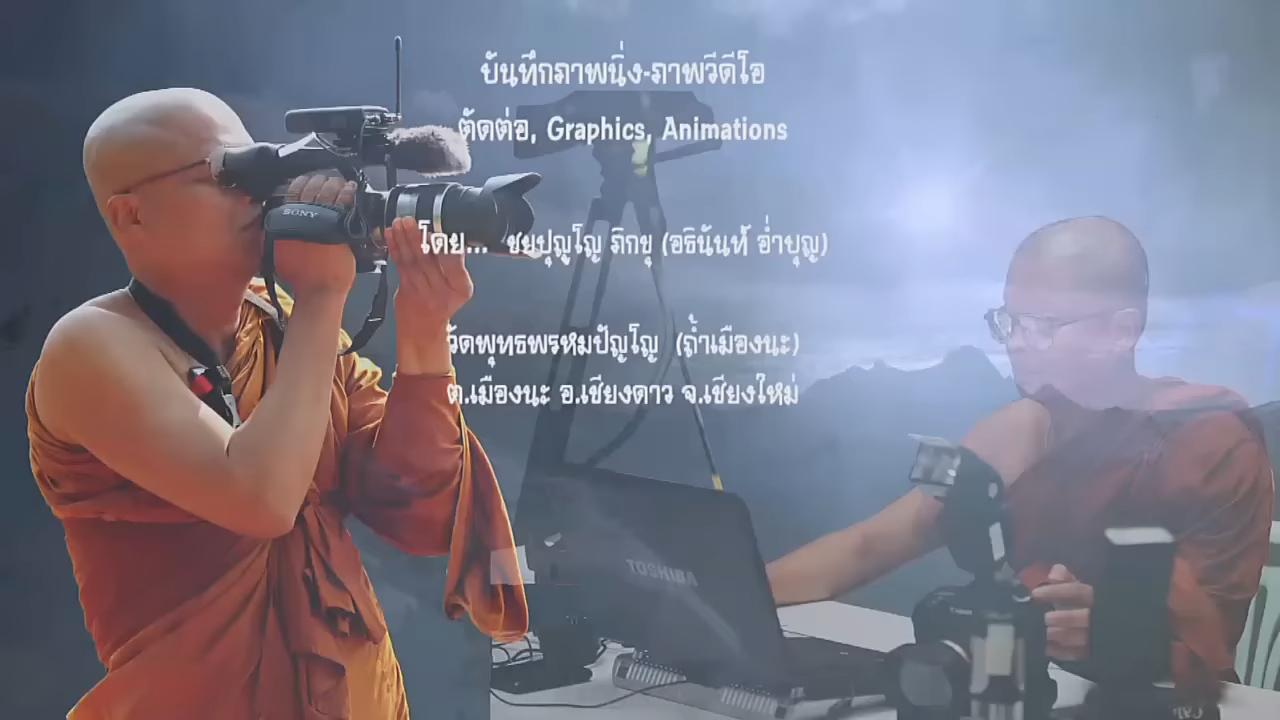 บันทึกภาพนิ่ง-ภาพวีดีโอ
ตัดต่อ, Graphics, Animations
โดย... ชยปุญโญ ภิกขุ (อธินันท์ อ่ำบุญ)
วัดพุทธพรหมปัญโญ (ถ้ำเมืองนะ)
ต.เมืองนะ อ.เชียงดาว จ.เชียงใหม่
SONY
TOSHIBA